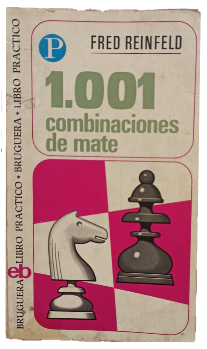 P
FRED REINFELD
1.001
combinaciones
de mate
BRUGUERA • LIBRO PRACTICO • BRUGUERA • LIBRO PRACTICO
eb